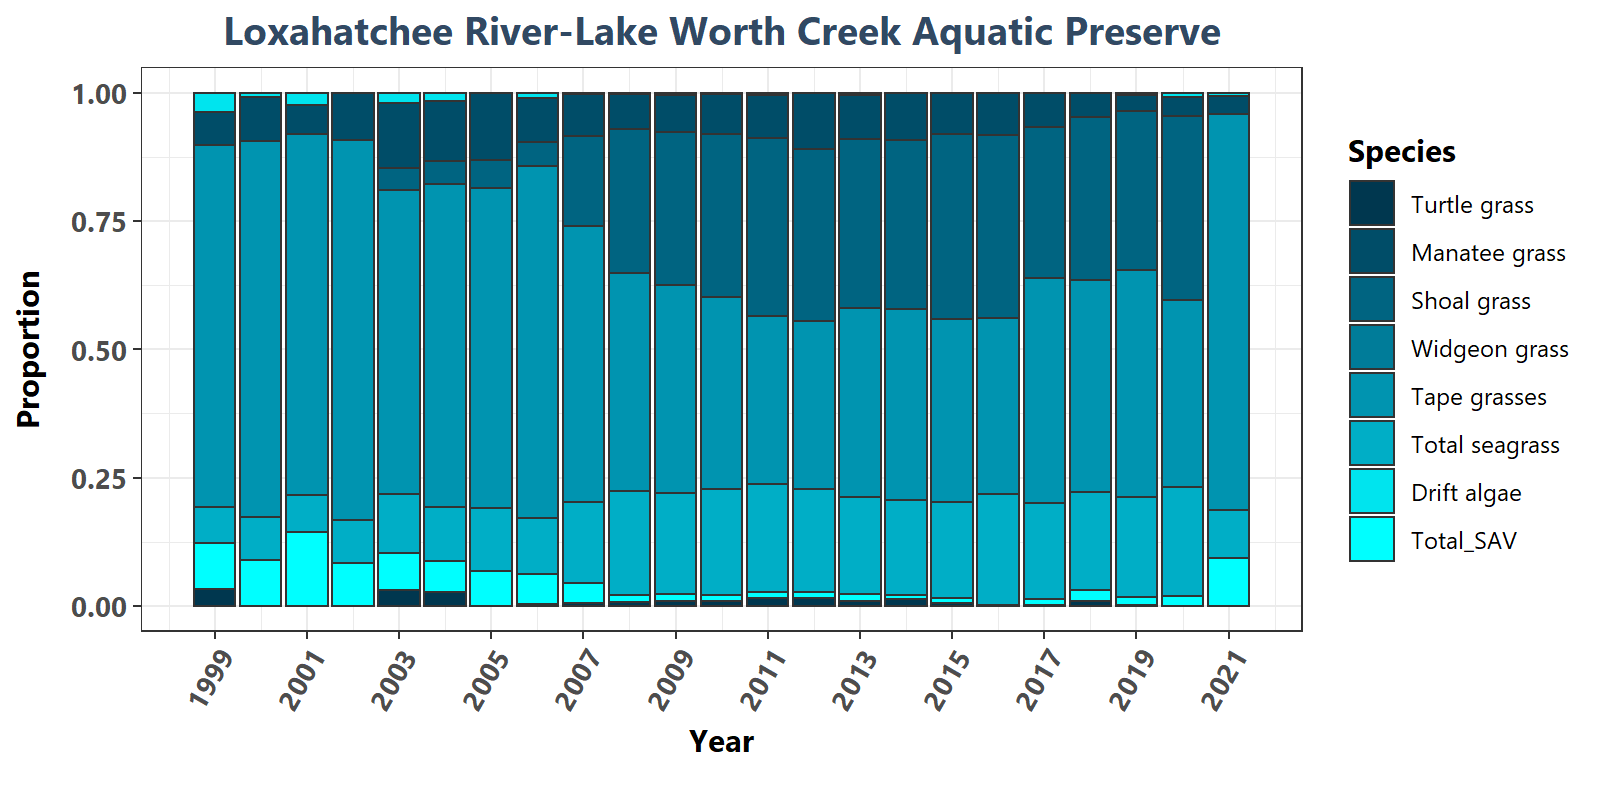 Loxahatchee River-Lake Worth Creek Aquatic Preserve
1.00
0.75
0.50
0.25
0.00
Proportion
1999
2001
2003
2005
2007
2009
2011
2013
2015
2017
2019
2021
Year
Species
Turtle grass
Manatee grass
Shoal grass
Widgeon grass
Tape grasses
Total seagrass
Drift algae
Total_SAV